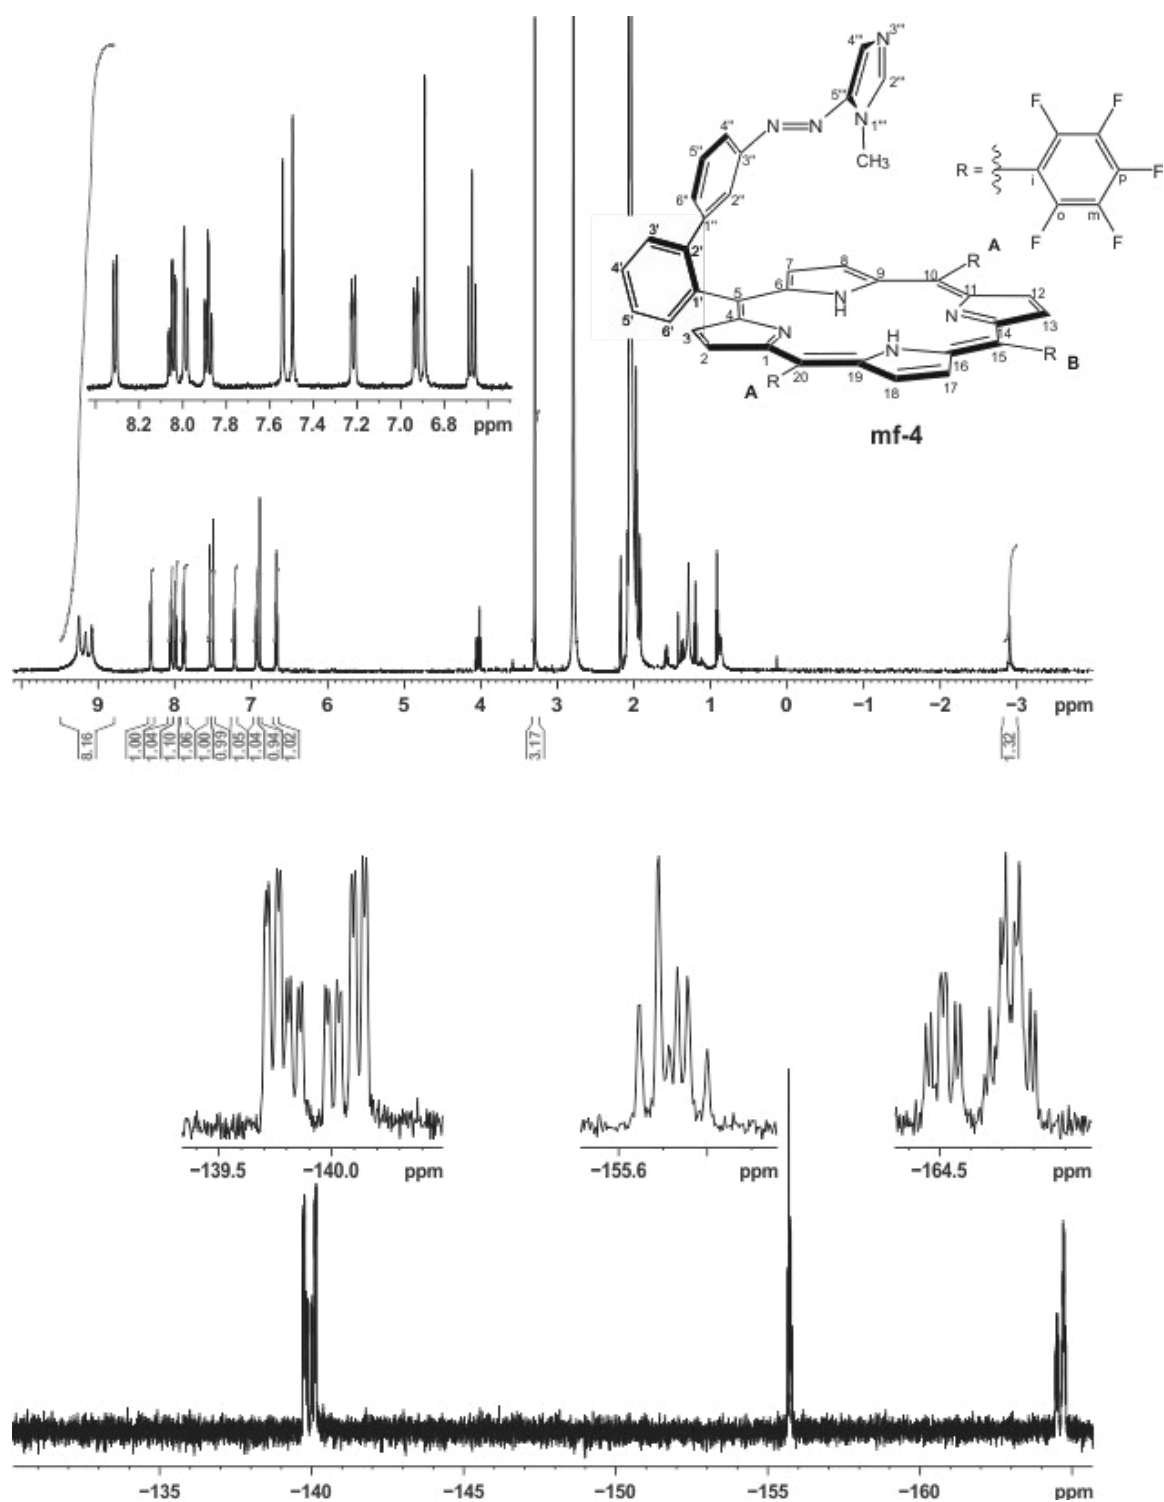 4''' N 3'''
5''' 2'''
N 1'''
CH3
N N
4''
5'' 3''
6'' 2''
1''
3' 2'
4' 1'
5' 6'
F F
R = i p F
o m
F F
A
R
7 8 9 10
5 6 NH 11 12
4 N N 13
3 H 14
2 N 15 R
1 16 B
R 20 19 17
A 18
mf-4
8.2 8.0 7.8 7.6 7.4 7.2 7.0 6.8 ppm
9 8 7 6 5 4 3 2 1 0 −1 −2 −3 ppm
8.16 1.00 1.04 1.10 1.06 1.00 0.99 1.05 1.04 0.94 1.02 3.17 1.32
−139.5 −140.0 ppm
−155.6 ppm
−164.5 ppm
−135 −140 −145 −150 −155 −160 ppm